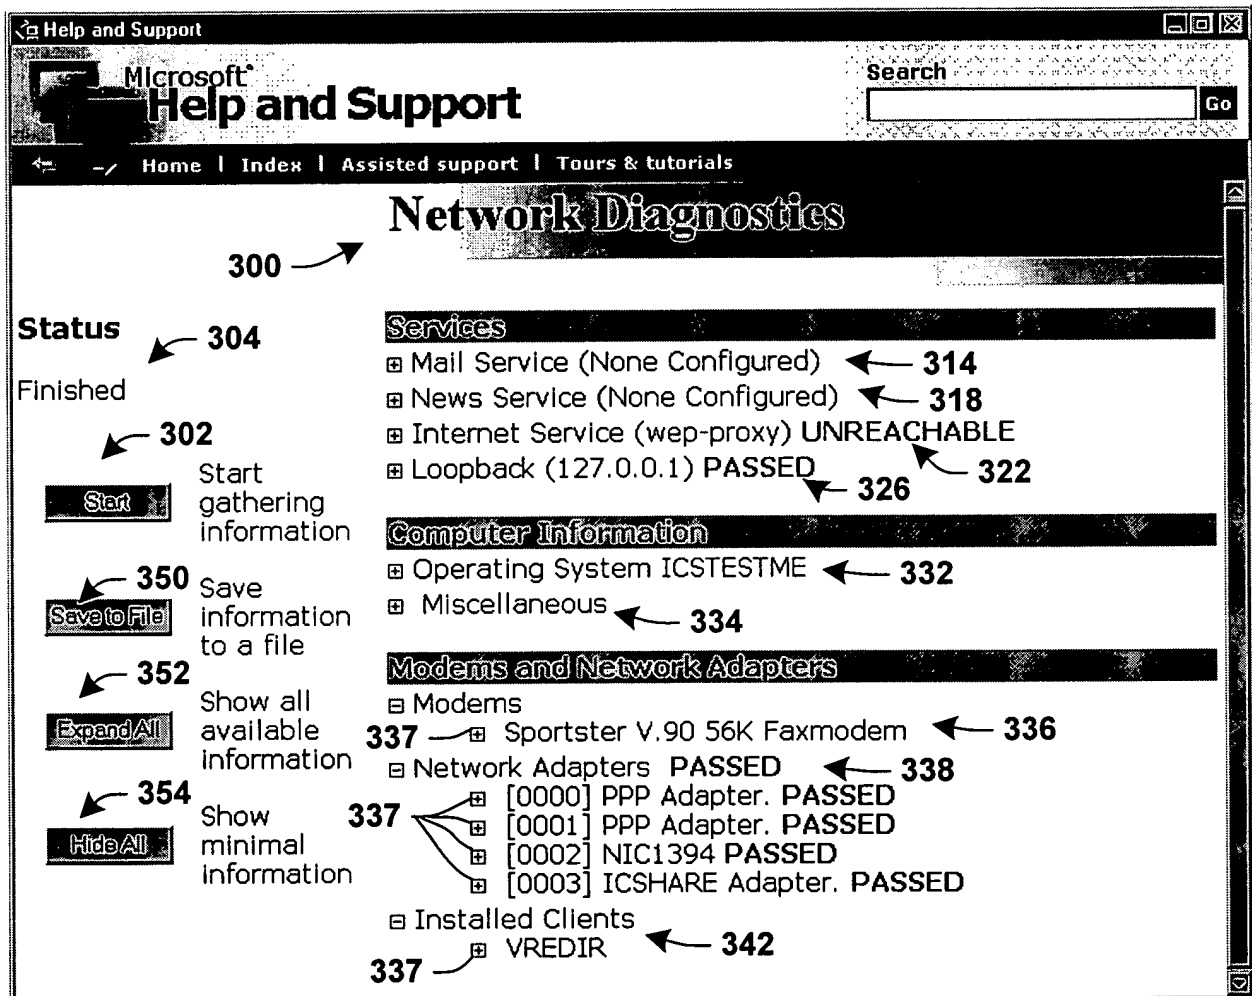 Help and Support
Microsoft
Help and Support
Search
Go
Home | Index | Assisted support | Tours & tutorials
Network Diagnostics
300
Status
304
Finished
302
Start
Start gathering
information
350
Save to File
Save
information
to a file
352
Expand All
Show all
available
information
354
Hide All
Show
minimal
information
Services
Mail Service (None Configured) 314
News Service (None Configured) 318
Internet Service (wep-proxy) UNREACHABLE
322
Loopback (127.0.0.1) PASSED
326
Computer Information
Operating System ICSTESTME 332
Miscellaneous
334
Modems and Network Adapters
Modems
337 Sportster V.90 56K Faxmodem 336
Network Adapters PASSED 338
337
[0000] PPP Adapter. PASSED
[0001] PPP Adapter. PASSED
[0002] NIC1394 PASSED
[0003] ICSHARE Adapter. PASSED
Installed Clients
342
VREDIR
337